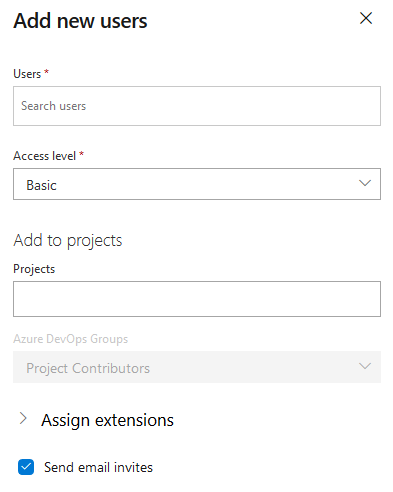 Add new users
Users *
Search users
Access level *
Basic
Add to projects
Projects
Azure DevOps Groups
Project Contributors
Assign extensions
Send email invites